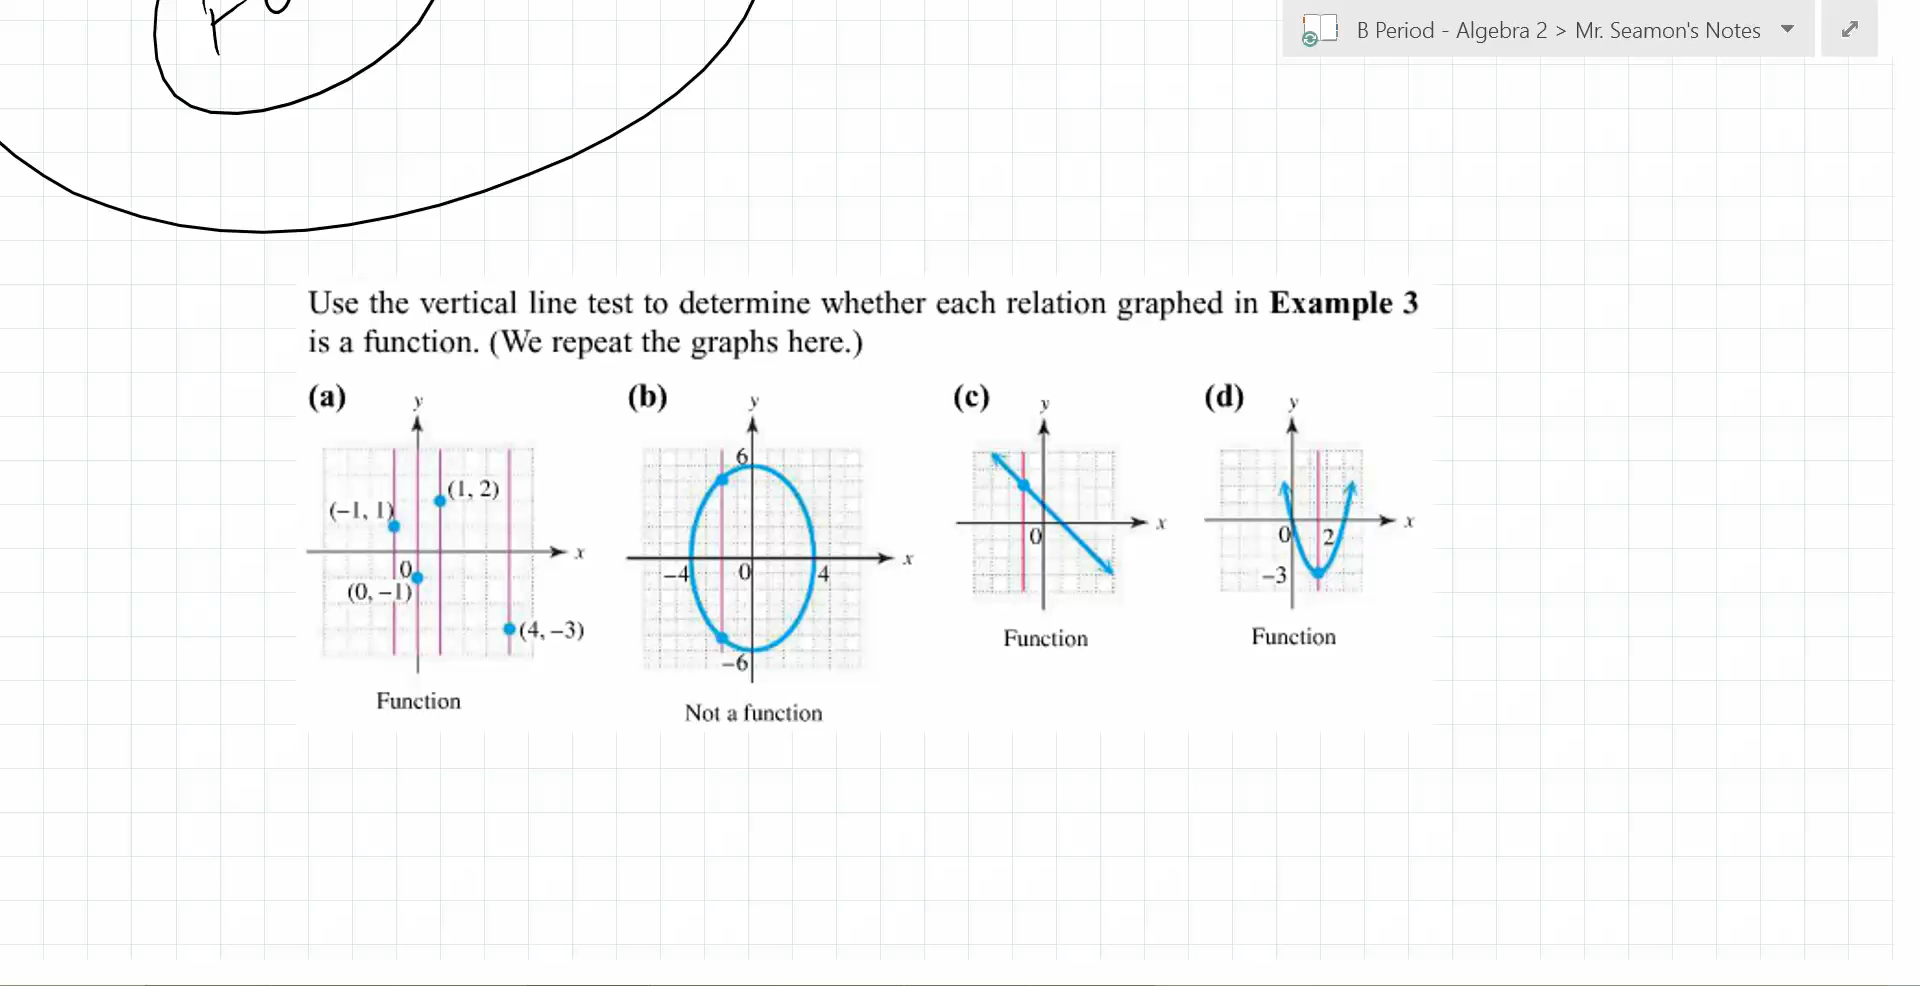 B Period - Algebra 2 > Mr. Seamon's Notes
Use the vertical line test to determine whether each relation graphed in Example 3
is a function. (We repeat the graphs here.)
(a)
y
(1, 2)
(–1, 1)
x
0
(0, –1)
(4, –3)
Function
(b)
y
6
x
–4
0
4
–6
Not a function
(c)
y
x
0
Function
(d)
y
x
0
2
–3
Function